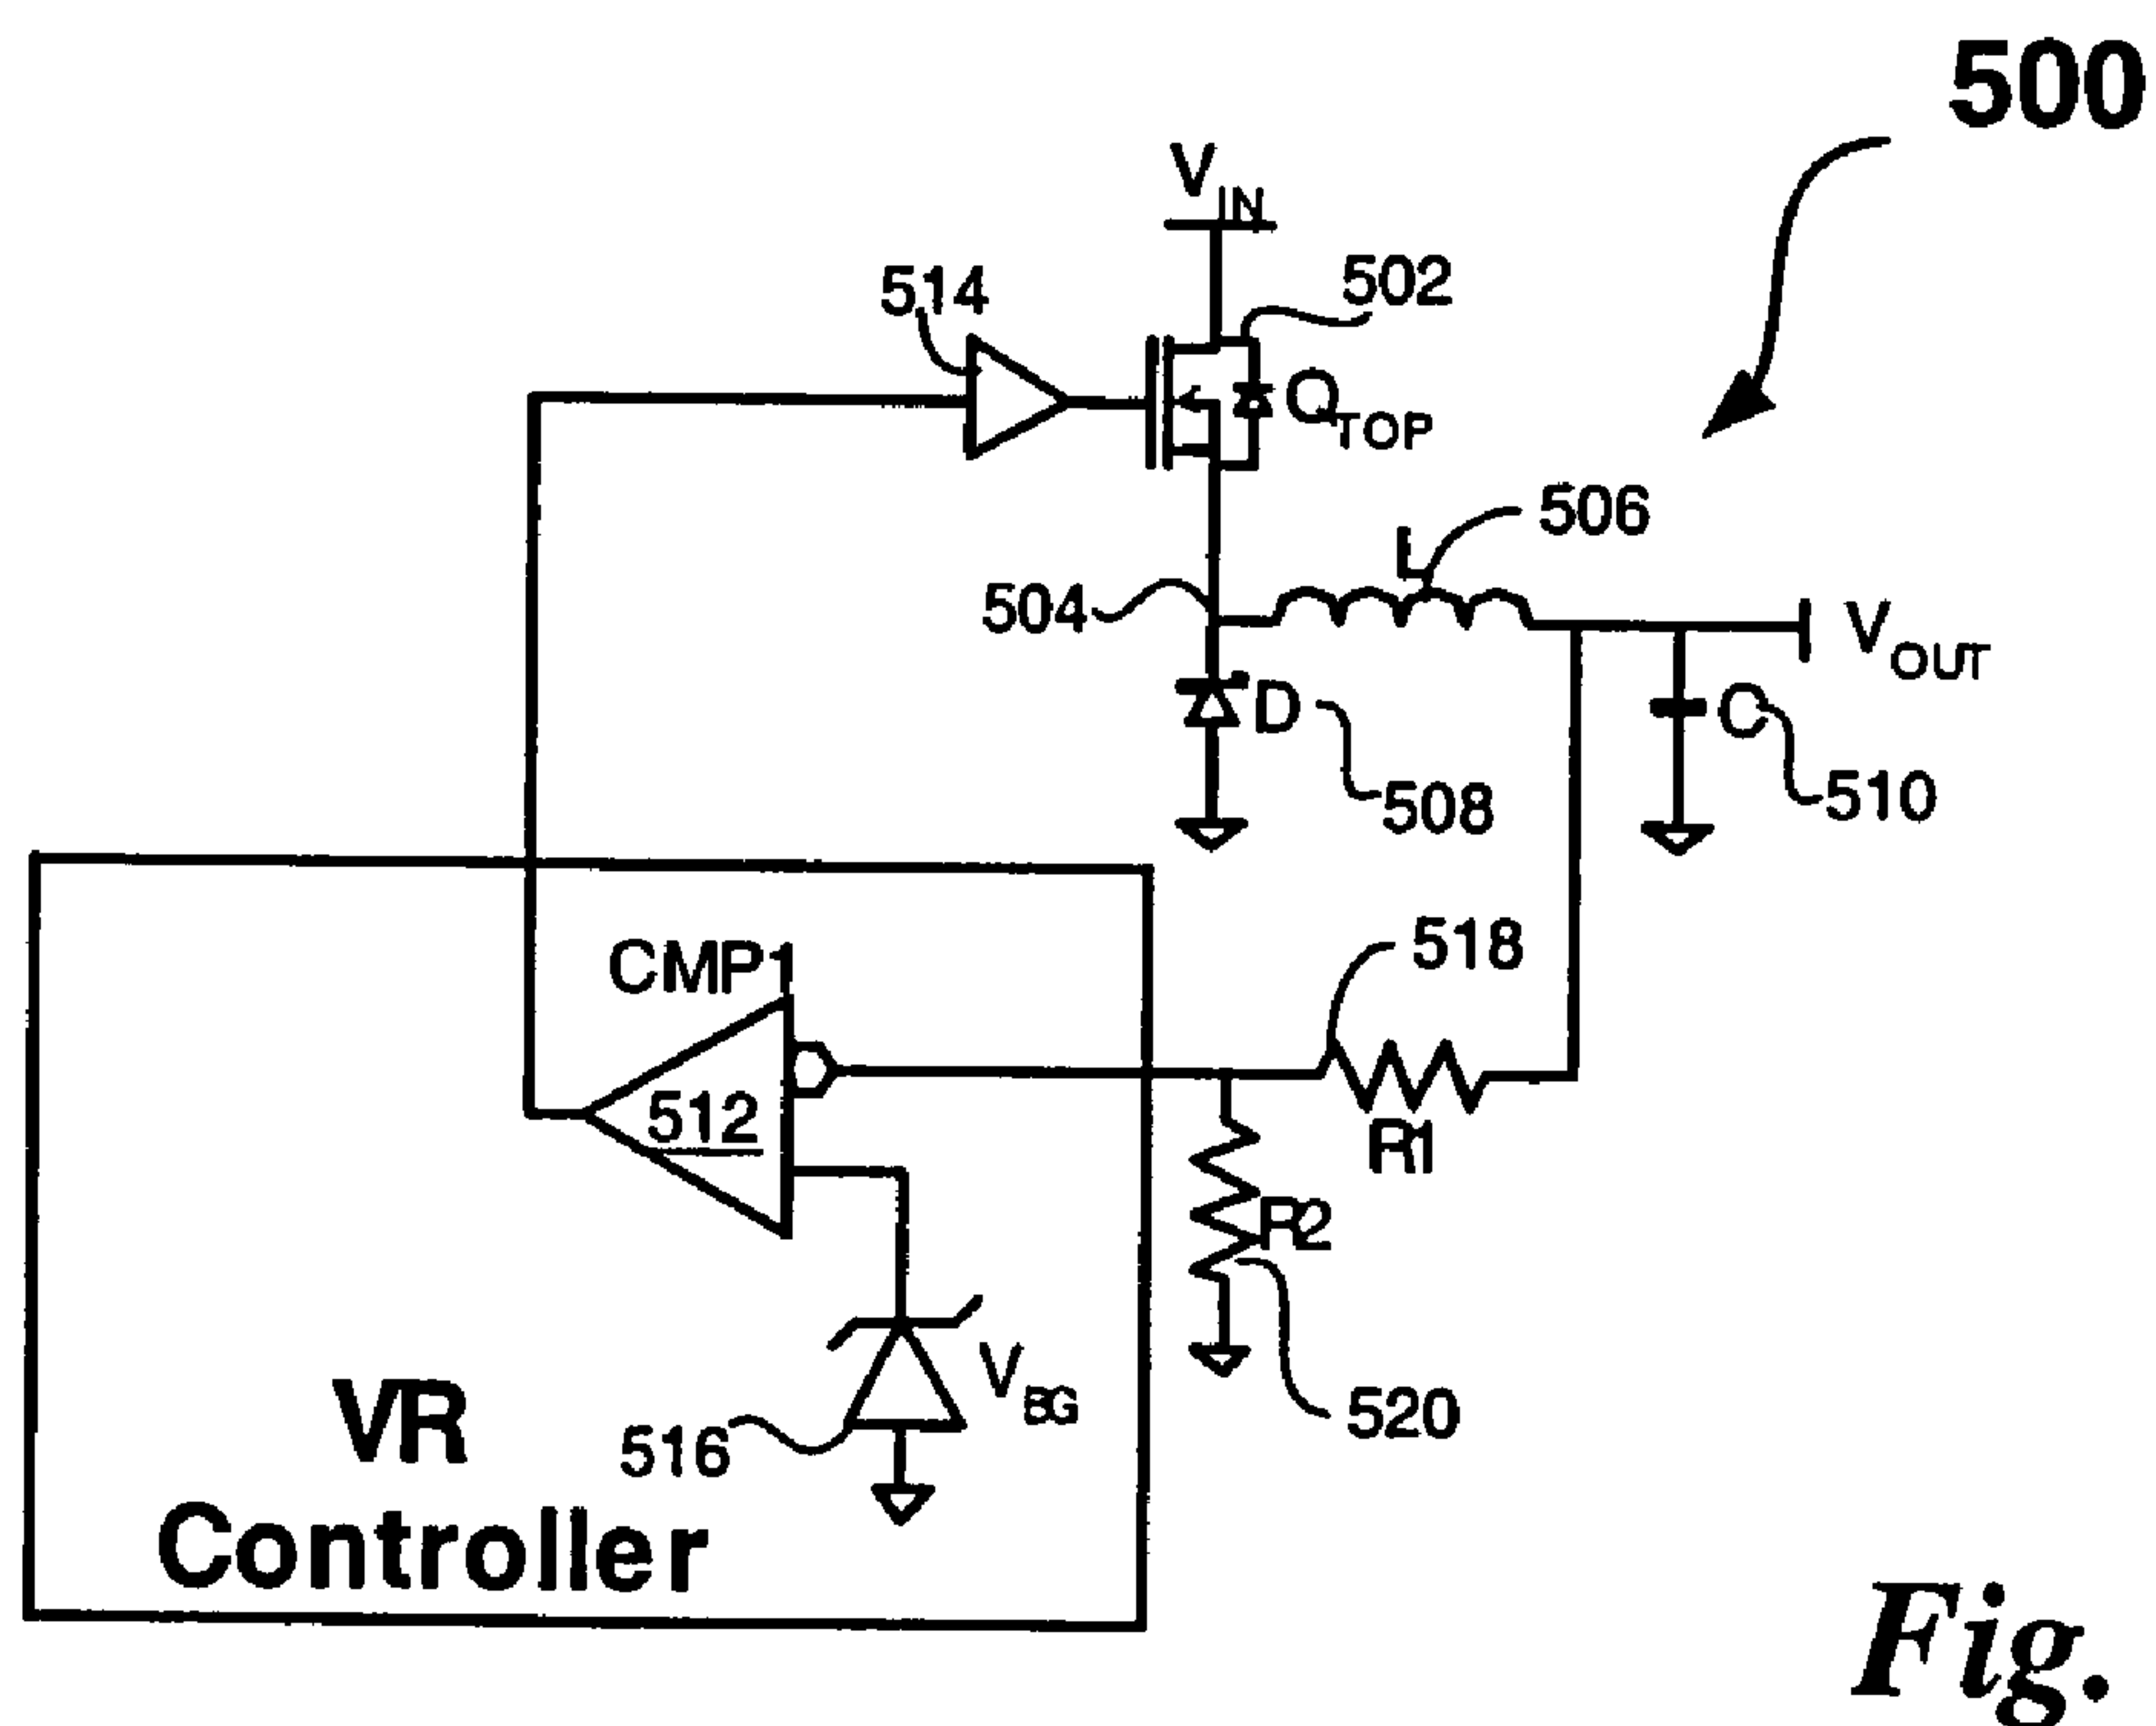 500
VIN
514
502
QTOP
506
L
504
VOUT
D
C
508
510
CMP1
518
512
R1
R2
VBG
516
520
VR
Controller
Fig.